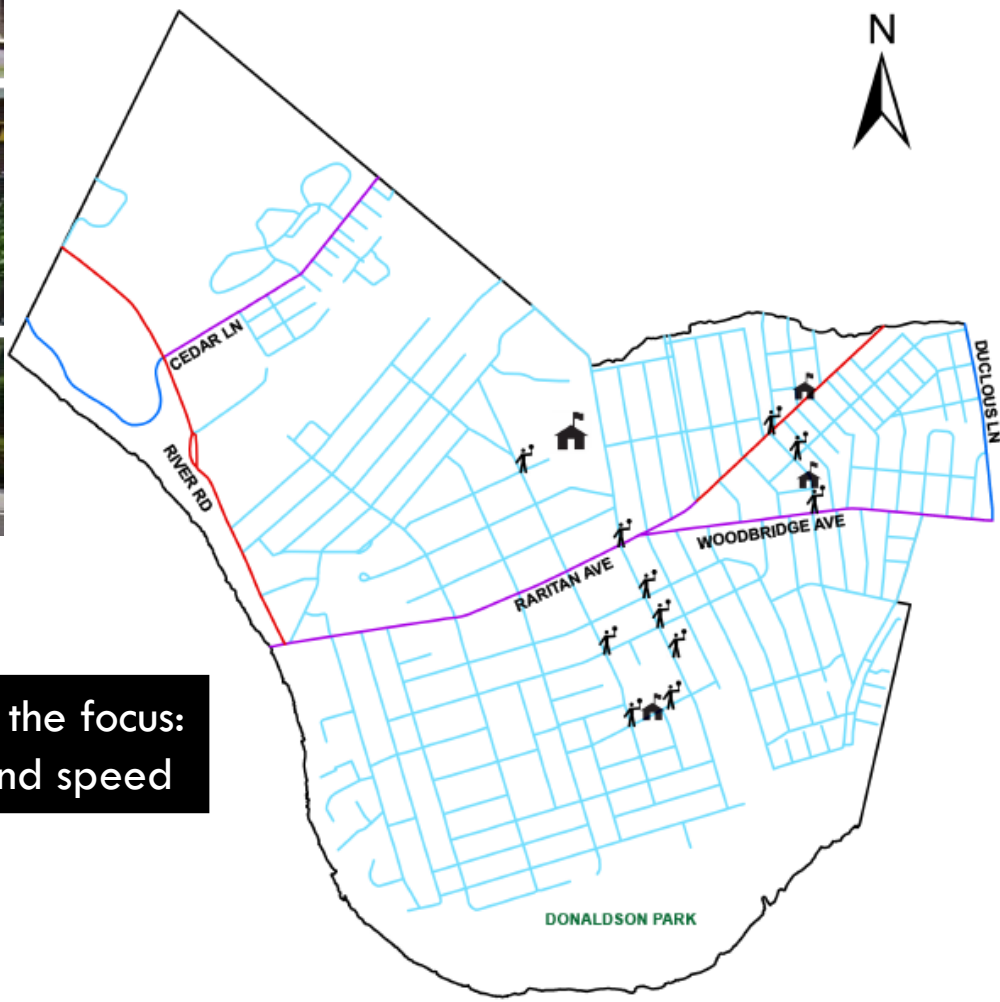 N
CEDAR LN
DUCLOUS LN
RIVER RD
WOODBRIDGE AVE
RARITAN AVE
the focus:
nd speed
DONALDSON PARK